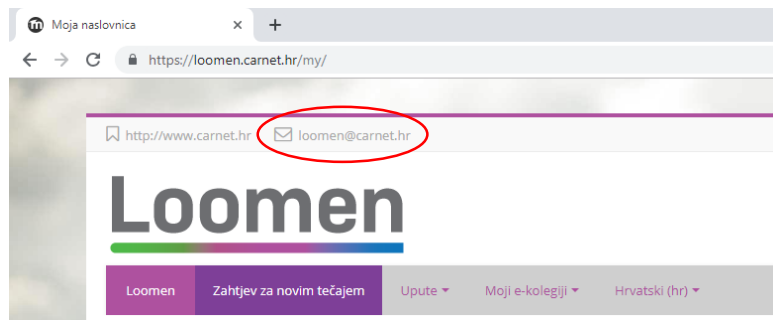 Moja naslovnica
https://loomen.carnet.hr/my/
http://www.carnet.hr loomen@carnet.hr
Loomen
Loomen Zahtjev za novim tečajem Upute Moji e-kolegiji Hrvatski (hr)